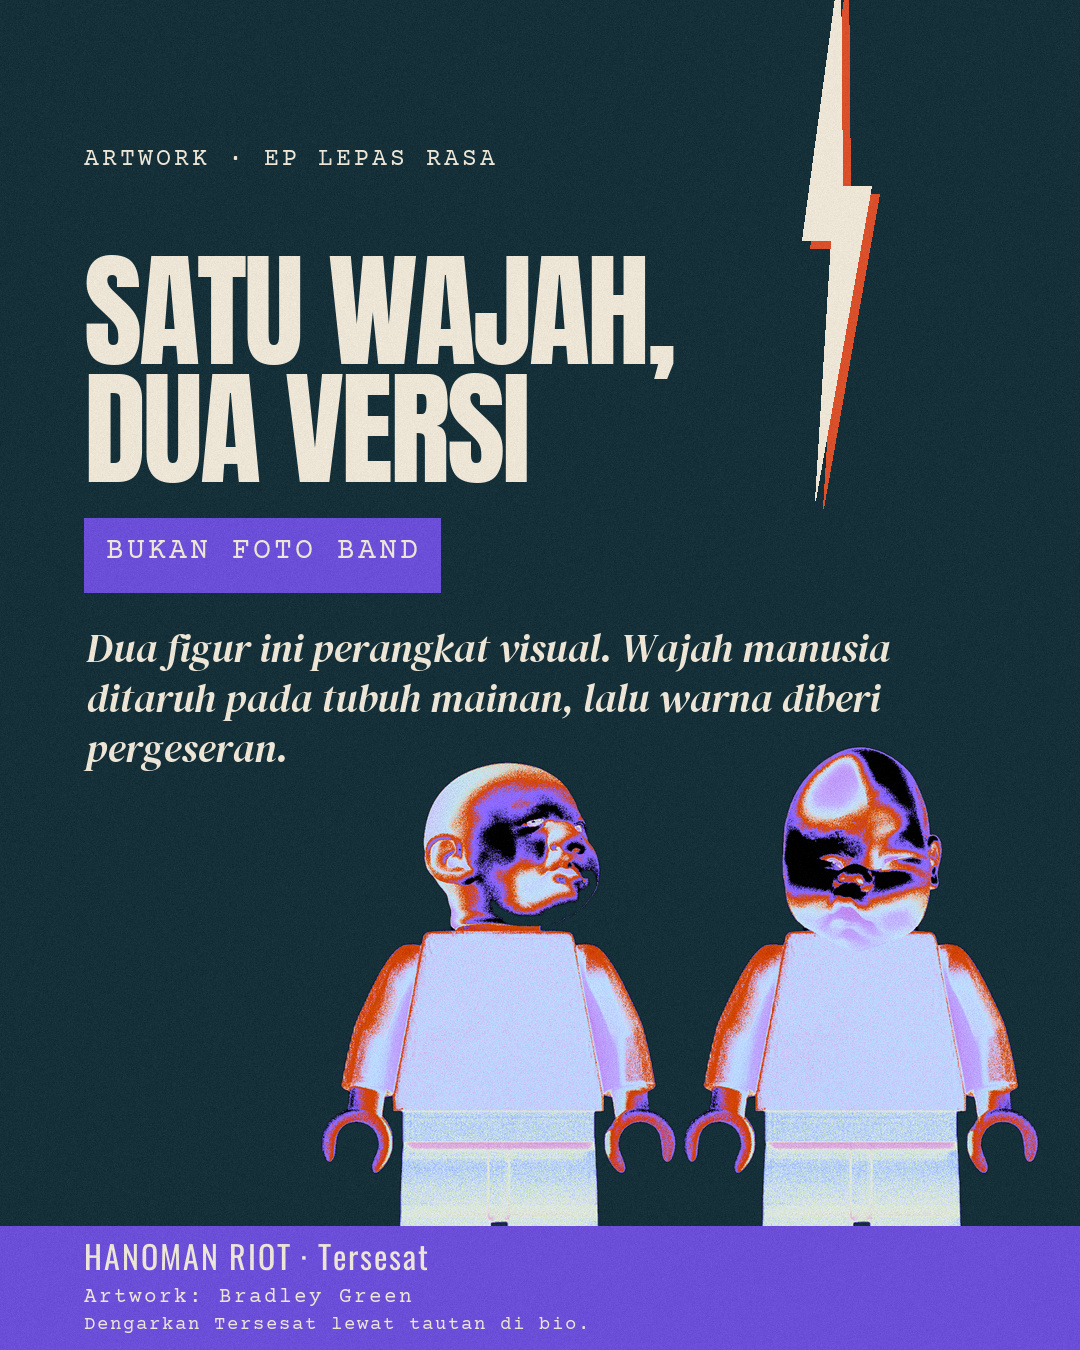 ARTWORK · EP LEPAS RASA
SATU WAJAH,
DUA VERSI
BUKAN FOTO BAND
Dua figur ini perangkat visual. Wajah manusia
ditaruh pada tubuh mainan, lalu warna diberi
pergeseran.
HANOMAN RIOT · Tersesat
Artwork: Bradley Green
Dengarkan Tersesat lewat tautan di bio.